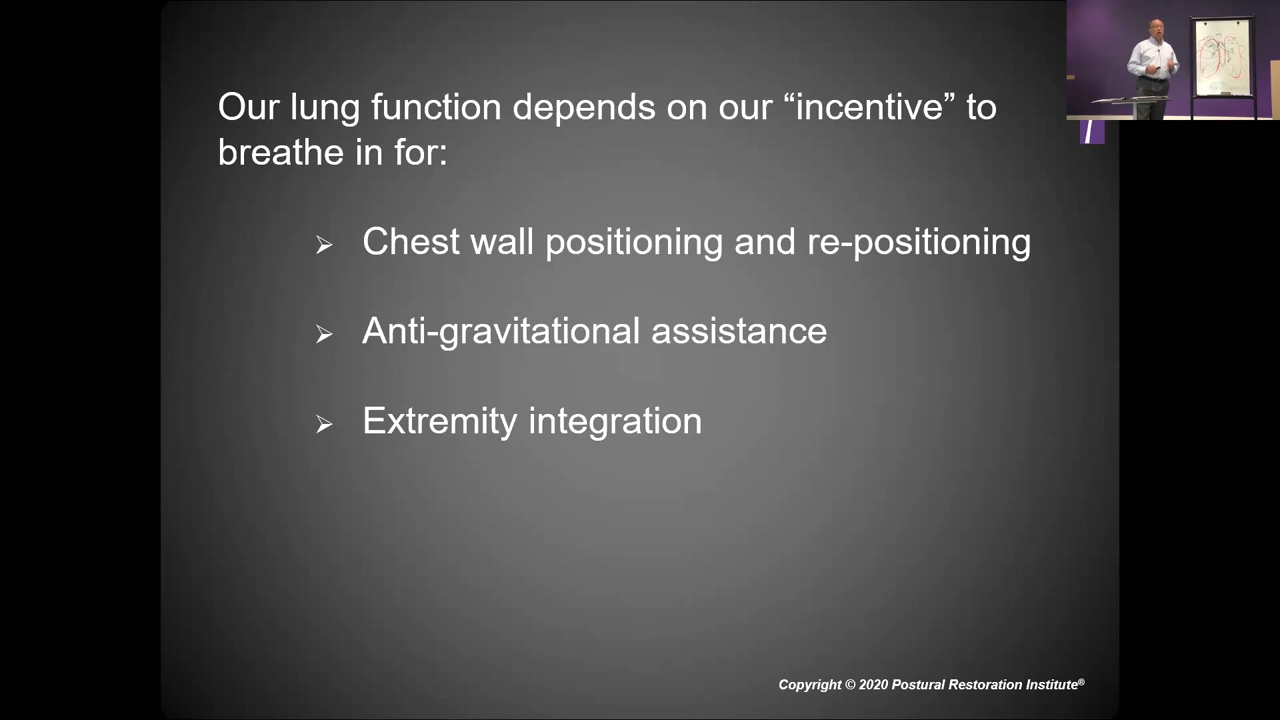 Our lung function depends on our “incentive” to
breathe in for:
Chest wall positioning and re-positioning
Anti-gravitational assistance
Extremity integration
Copyright © 2020 Postural Restoration Institute®